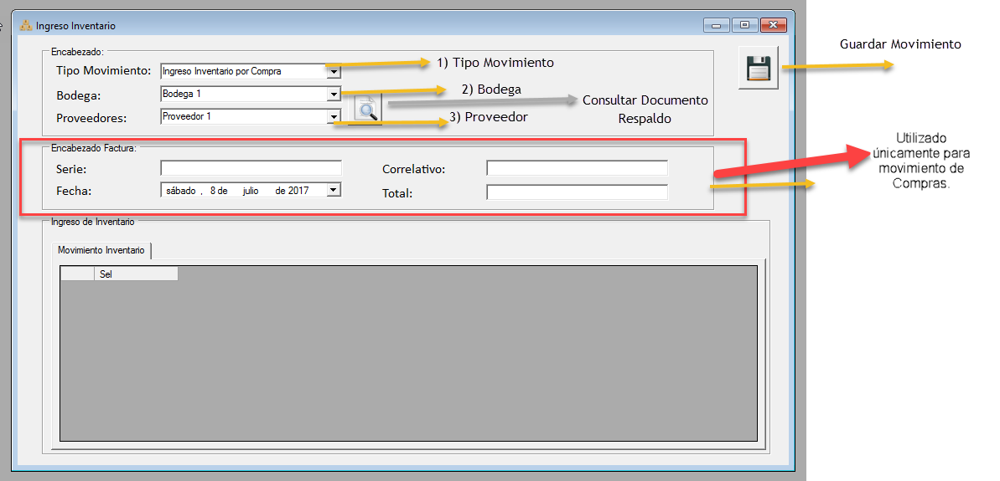 Ingreso Inventario
Encabezado:
Tipo Movimiento: Ingreso Inventario por Compra
1) Tipo Movimiento
Guardar Movimiento
Bodega: Bodega 1
2) Bodega
Consultar Documento
Respaldo
Proveedores: Proveedor 1
3) Proveedor
Encabezado Factura:
Serie:
Correlativo:
Fecha: sábado , 8 de julio de 2017
Total:
Utilizado
únicamente para
movimiento de
Compras.
Ingreso de Inventario
Movimiento Inventario
Sel